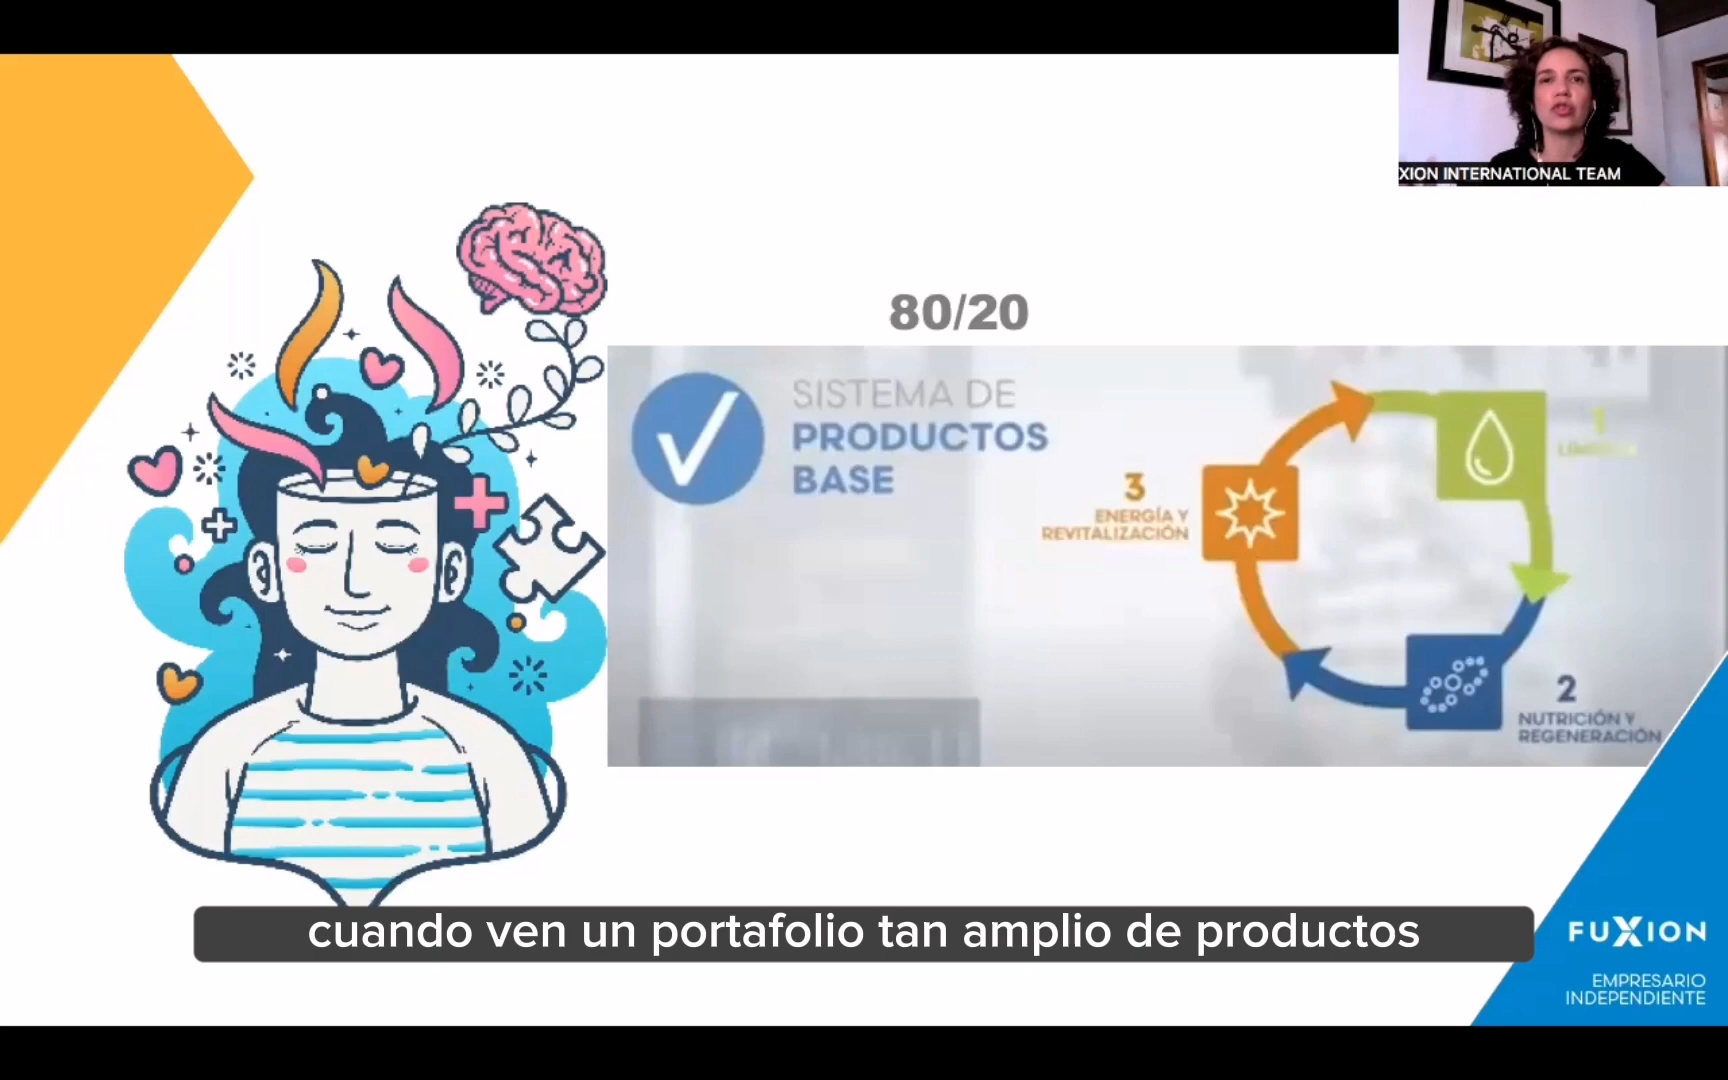 XION INTERNATIONAL TEAM
80/20
SISTEMA DE
PRODUCTOS
BASE
1
3
ENERGÍA Y
REVITALIZACIÓN
2
NUTRICIÓN Y
REGENERACIÓN
cuando ven un portafolio tan amplio de productos
FUXION
EMPRESARIO
INDEPENDIENTE